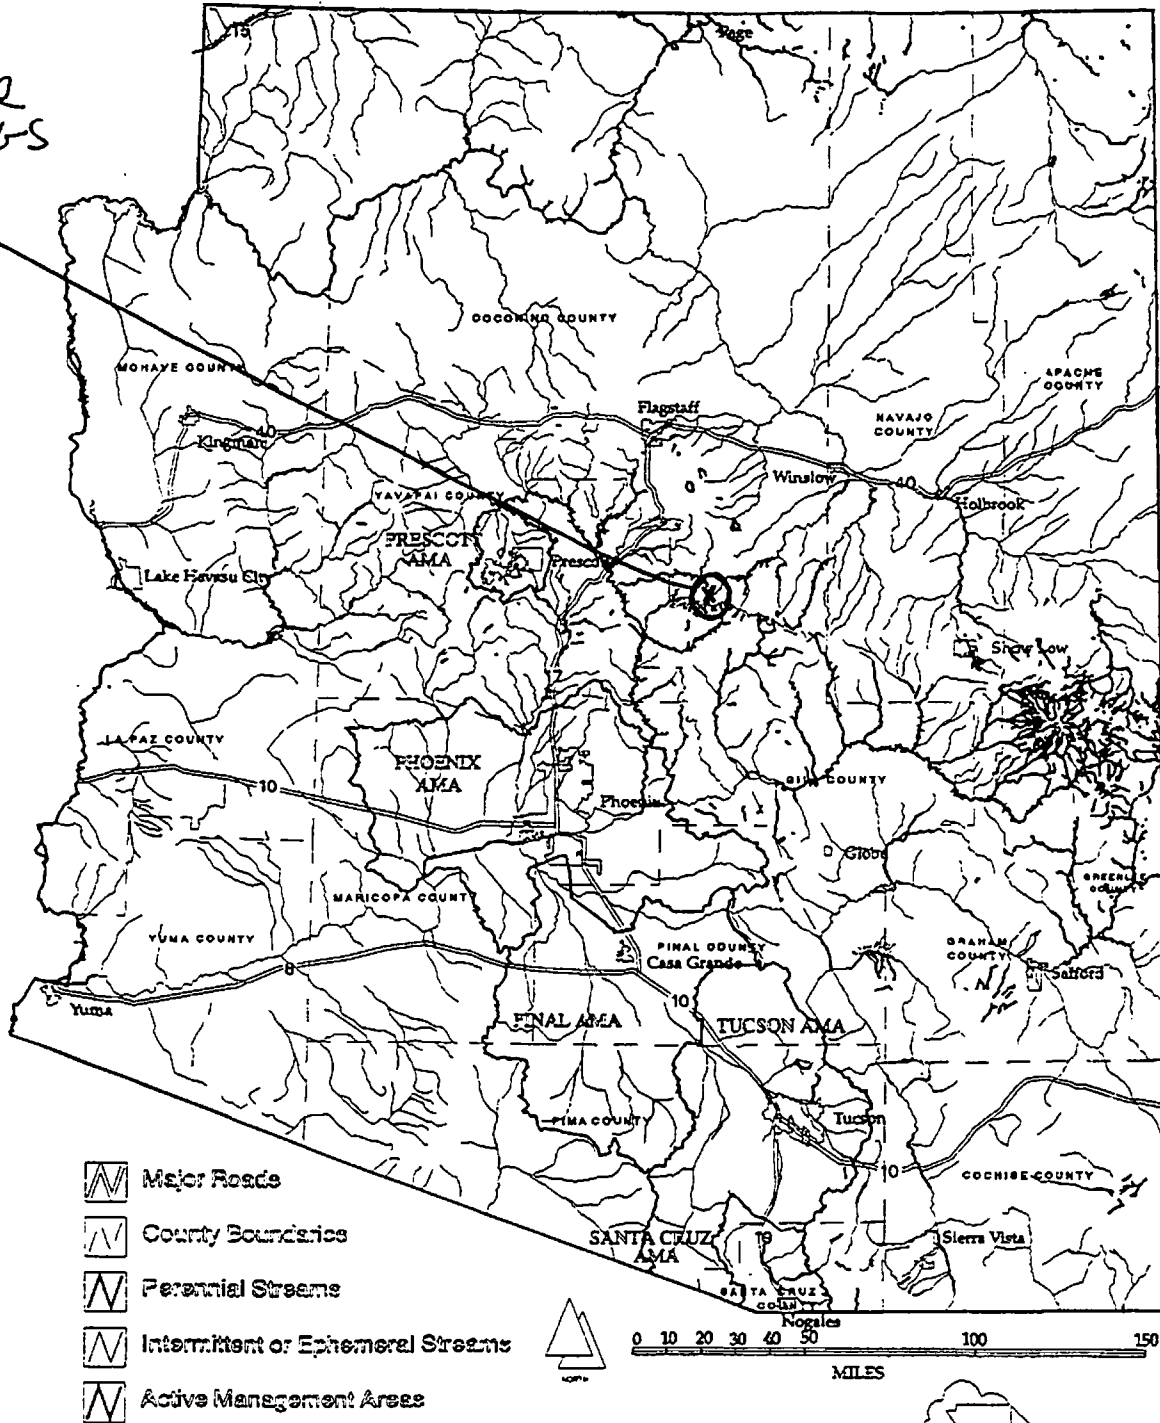 15
Page
COCONINO COUNTY
MOHAVE COUNTY
APACHE
COUNTY
Flagstaff
NAVAJO
COUNTY
Kingman
40
Winslow
40
Holbrook
YAVAPAI COUNTY
PRESCOTT
AMA
Presco
Lake Havasu City
Show Low
LA PAZ COUNTY
PHOENIX
AMA
GILA COUNTY
10
Phoenix
Globe
GREENLEE
COUNTY
MARICOPA COUNT
YUMA COUNTY
PINAL COUNTY
GRAHAM
COUNTY
8
Casa Grande
Safford
Yuma
10
PINAL AMA
TUCSON AMA
PIMA COUNTY
Tucson
10
COCHISE COUNTY
Major Roads
County Boundaries
SANTA CRUZ
AMA
19
Sierra Vista
Perennial Streams
SANTA CRUZ
COUNTY
Nogales
Intermittent or Ephemeral Streams
NORTH
0 10 20 30 40 50 100 150
MILES
Active Management Areas